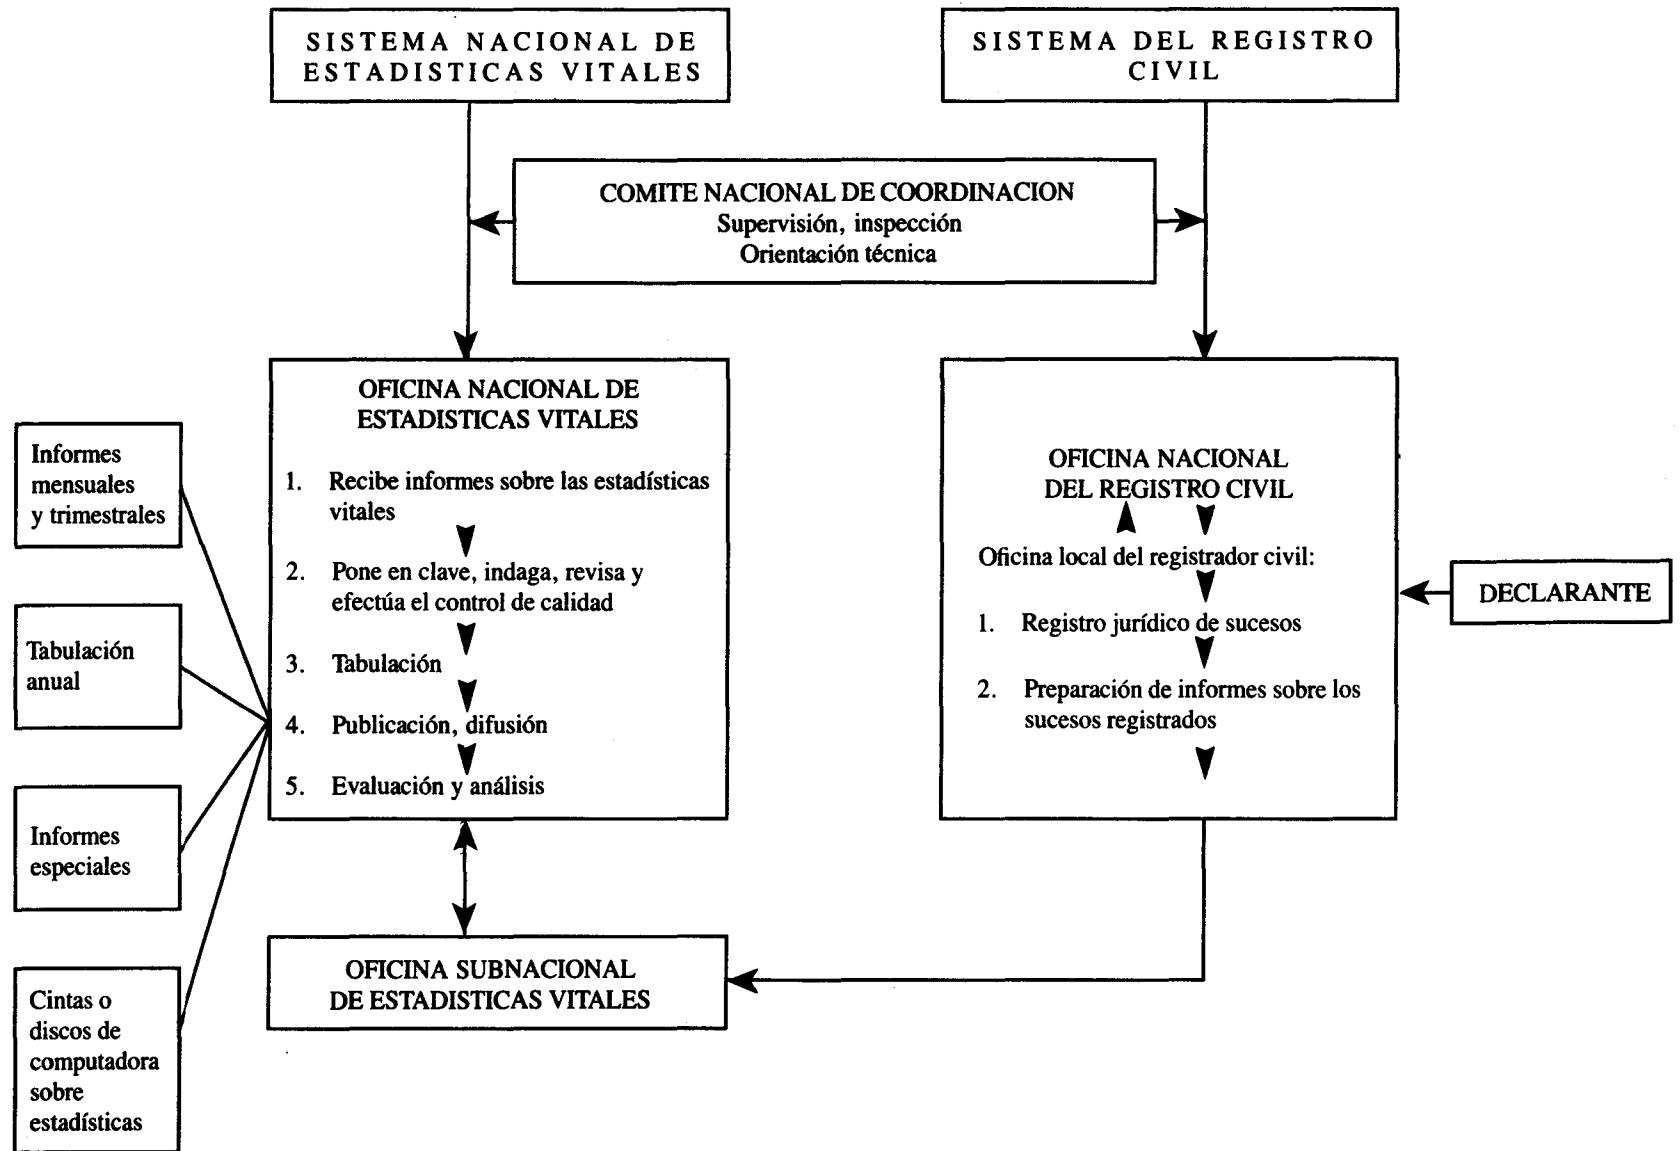 SISTEMA NACIONAL DE
ESTADISTICAS VITALES
SISTEMA DEL REGISTRO
CIVIL
COMITE NACIONAL DE COORDINACION
Supervisión, inspección
Orientación técnica
OFICINA NACIONAL DE
ESTADISTICAS VITALES
1. Recibe informes sobre las estadísticas
vitales
2. Pone en clave, indaga, revisa y
efectúa el control de calidad
3. Tabulación
4. Publicación, difusión
5. Evaluación y análisis
Informes
mensuales
y trimestrales
Tabulación
anual
Informes
especiales
Cintas o
discos de
computadora
sobre
estadísticas
OFICINA NACIONAL
DEL REGISTRO CIVIL
Oficina local del registrador civil:
1. Registro jurídico de sucesos
2. Preparación de informes sobre los
sucesos registrados
DECLARANTE
OFICINA SUBNACIONAL
DE ESTADISTICAS VITALES